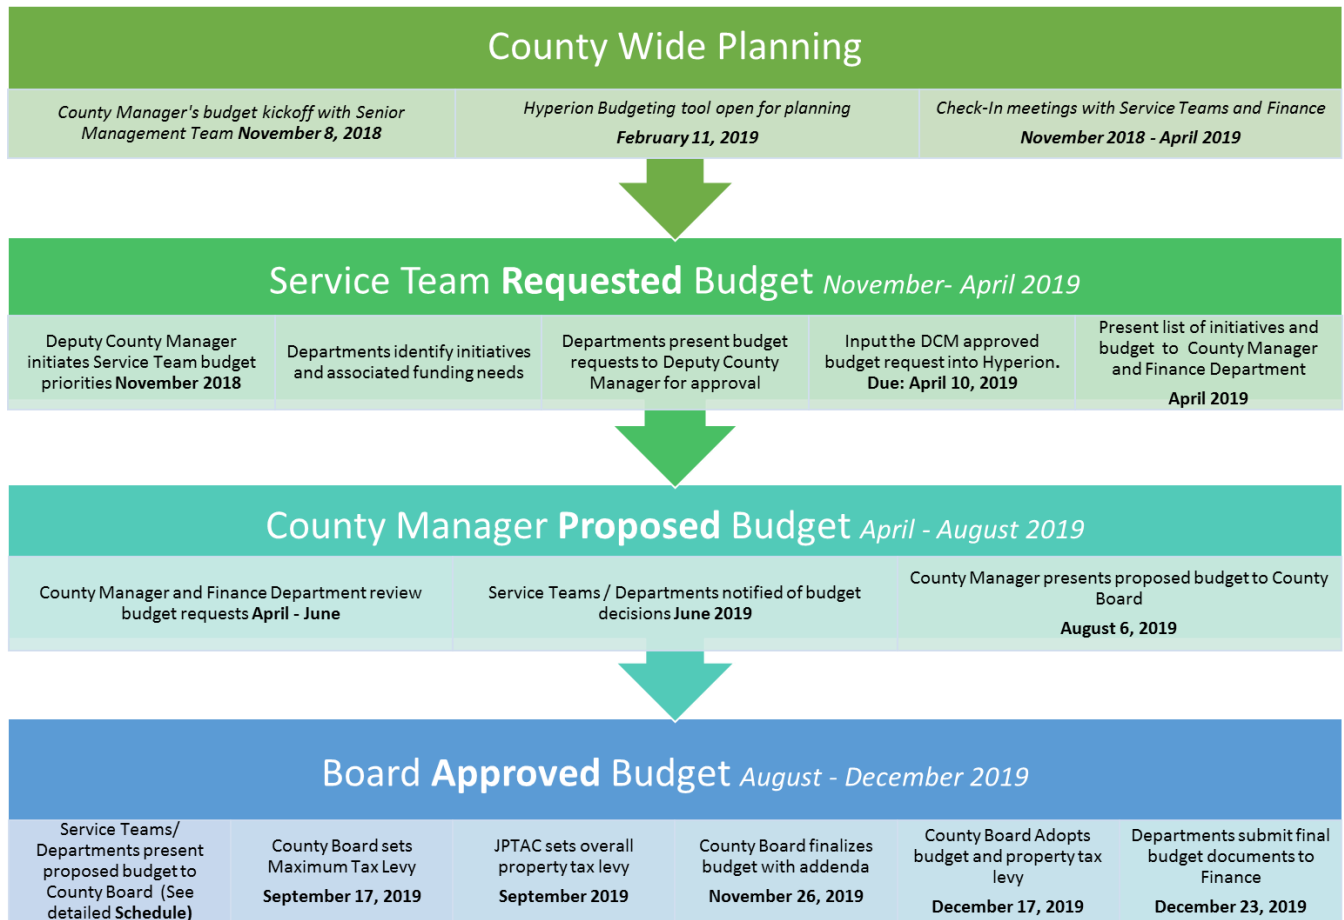 County Wide Planning
County Manager's budget kickoff with Senior
Management Team November 8, 2018
Hyperion Budgeting tool open for planning
February 11, 2019
Check-In meetings with Service Teams and Finance
November 2018 - April 2019
Service Team Requested Budget November- April 2019
Deputy County Manager
initiates Service Team budget
priorities November 2018
Departments identify initiatives
and associated funding needs
Departments present budget
requests to Deputy County
Manager for approval
Input the DCM approved
budget request into Hyperion.
Due: April 10, 2019
Present list of initiatives and
budget to County Manager
and Finance Department
April 2019
County Manager Proposed Budget April - August 2019
County Manager and Finance Department review
budget requests April - June
Service Teams / Departments notified of budget
decisions June 2019
County Manager presents proposed budget to County
Board
August 6, 2019
Board Approved Budget August - December 2019
Service Teams/
Departments present
proposed budget to
County Board (See
detailed Schedule)
County Board sets
Maximum Tax Levy
September 17, 2019
JPTAC sets overall
property tax levy
September 2019
County Board finalizes
budget with addenda
November 26, 2019
County Board Adopts
budget and property tax
levy
December 17, 2019
Departments submit final
budget documents to
Finance
December 23, 2019